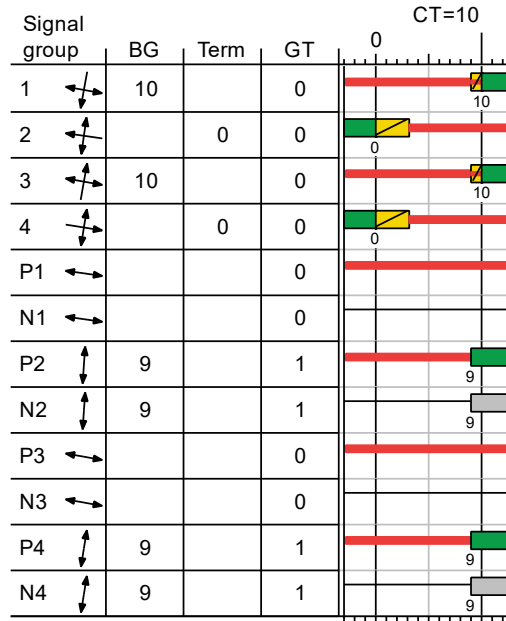 CT=10
Signal group BG Term GT 0
1 10 0 10
2 0 0 0
3 10 0 10
4 0 0 0
P1 0
N1 0
P2 9 1 9
N2 9 1 9
P3 0
N3 0
P4 9 1 9
N4 9 1 9